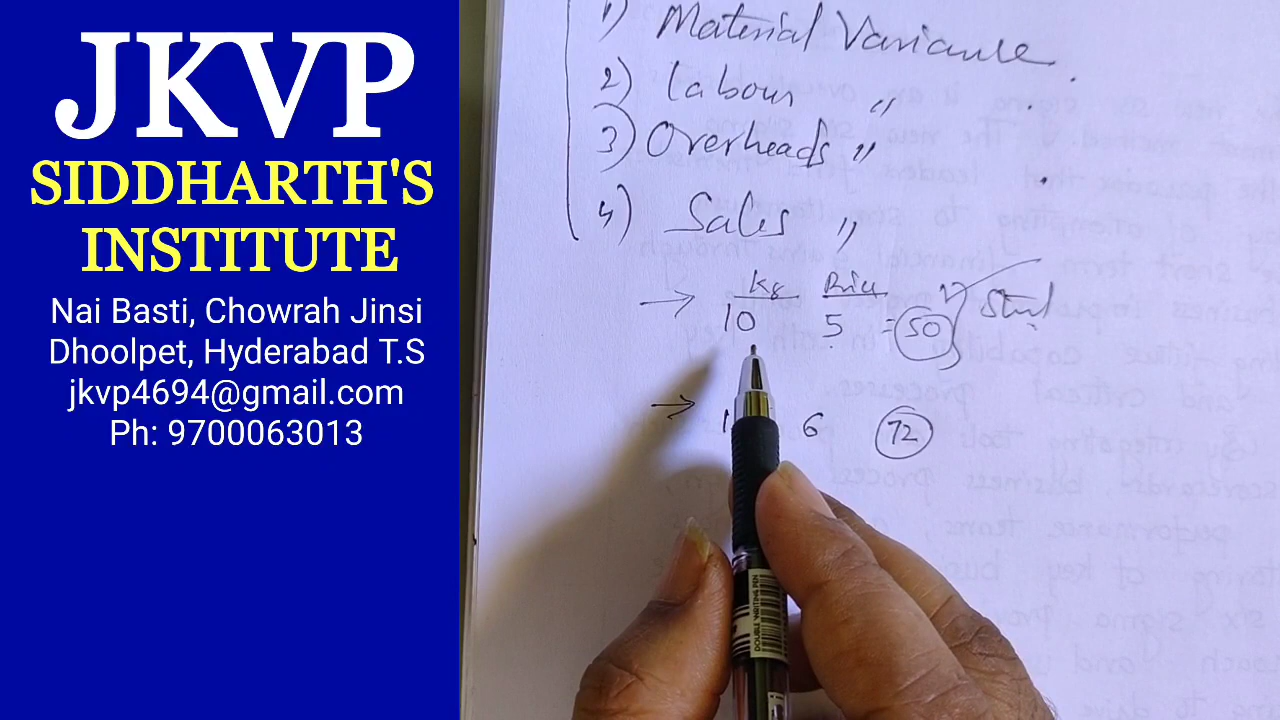 JKVP
SIDDHARTH'S
INSTITUTE
Nai Basti, Chowrah Jinsi
Dhoolpet, Hyderabad T.S
jkvp4694@gmail.com
Ph: 9700063013
1) Material Variance
2) Labour "
3) Overheads "
4) Sales "
Kg Price
10 5 = 50
6 72